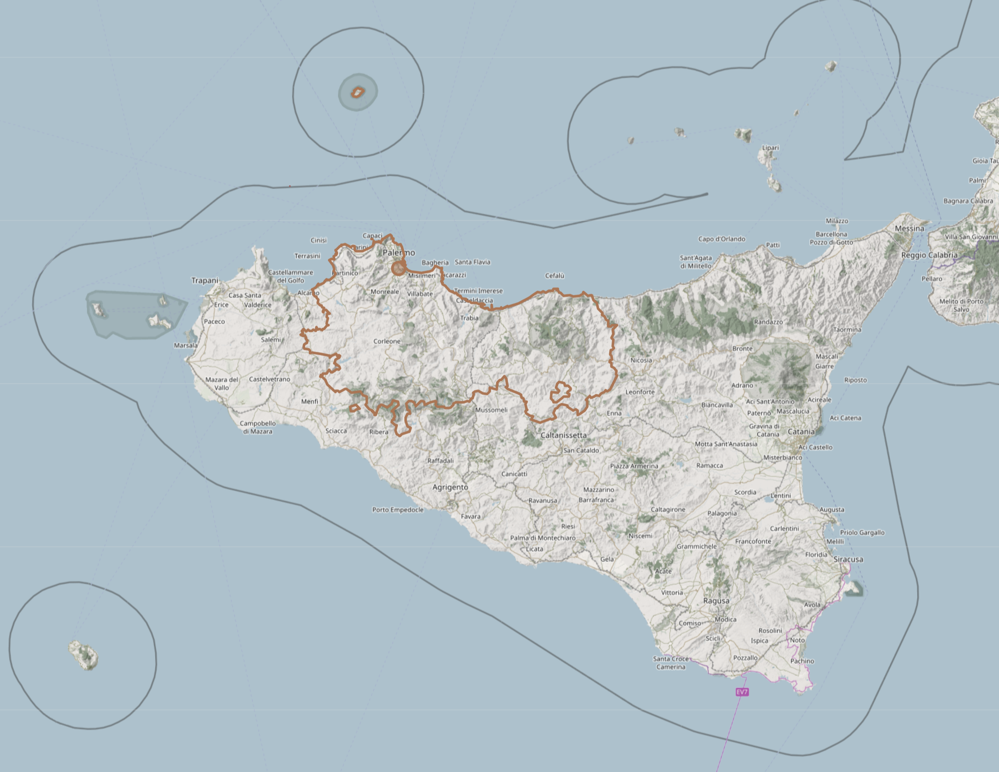 Lipari
Gioia Tau
Palmi
Bagnara Calabra
Milazzo
Messina
Barcellona
Pozzo di Gotto
Villa San Giovanni
Capaci
Cinisi
Capo d'Orlando
Patti
Palermo
Terrasini
Reggio Calabria
Sant'Agata
di Militello
Bagheria
Santa Flavia
Castellammare
del Golfo
Partinico
Misilmeri
icarazzi
Cefalù
Pellaro
Trapani
Casa Santa
Alcamo
Monreale
Villabate
Termini Imerese
Casteldaccia
Erice
Valderice
Melito di Porto
Salvo
Paceco
Trabia
Randazzo
Taormina
Salemi
Corleone
Marsala
Bronte
Mascali
Nicosia
Giarre
Mazara del
Vallo
Castelvetrano
Riposto
Adrano
Leonforte
Menfi
Aci Sant'Antonio
Acireale
Biancavilla
Mussomeli
Enna
Paternò
Mascalucia
Aci Catena
Campobello
di Mazara
Sciacca
Ribera
Gravina di
Catania
Catania
Caltanissetta
Motta Sant'Anastasia
Aci Castello
San Cataldo
Misterbianco
Raffadali
Piazza Armerina
Ramacca
Canicattì
Agrigento
Mazzarino
Scordia
Lentini
Ravanusa
Barrafranca
Porto Empedocle
Caltagirone
Augusta
Palagonia
Favara
Riesi
Carlentini
Priolo Gargallo
Palma di Montechiaro
Niscemi
Francofonte
Melilli
Licata
Grammichele
Floridia
Siracusa
Gela
Acate
Vittoria
Ragusa
Avola
Comiso
Modica
Rosolini
Scicli
Ispica
Noto
Santa Croce
Camerina
Pozzallo
Pachino
EV7